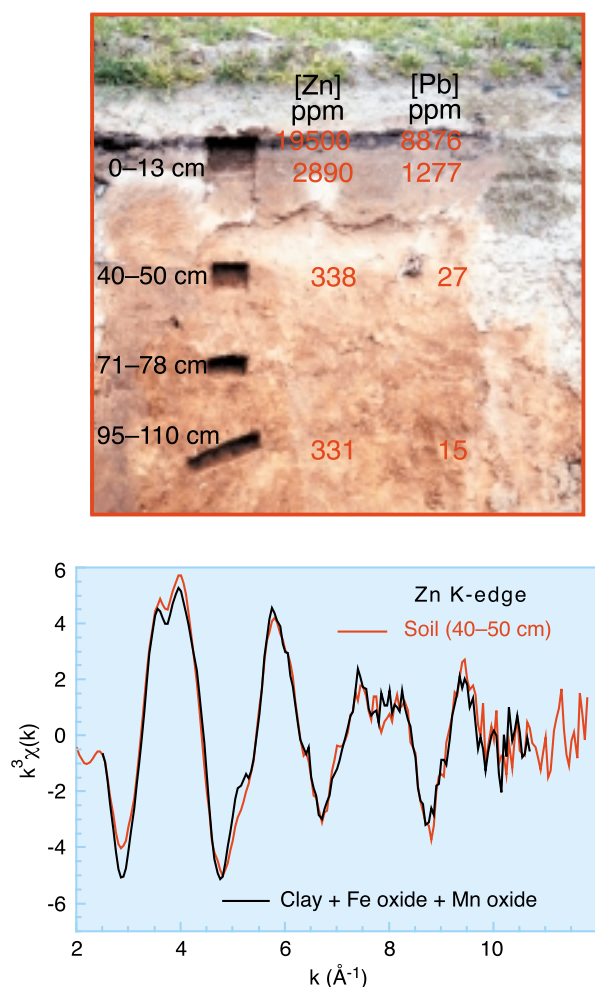 [Zn] [Pb]
ppm ppm
19500 8876
0–13 cm 2890 1277
40–50 cm 338 27
71–78 cm
95–110 cm 331 15
6
4
2
0
-2
-4
-6
k³χ(k)
Zn K-edge
Soil (40–50 cm)
Clay + Fe oxide + Mn oxide
2 4 6 8 10
k (Å-1)